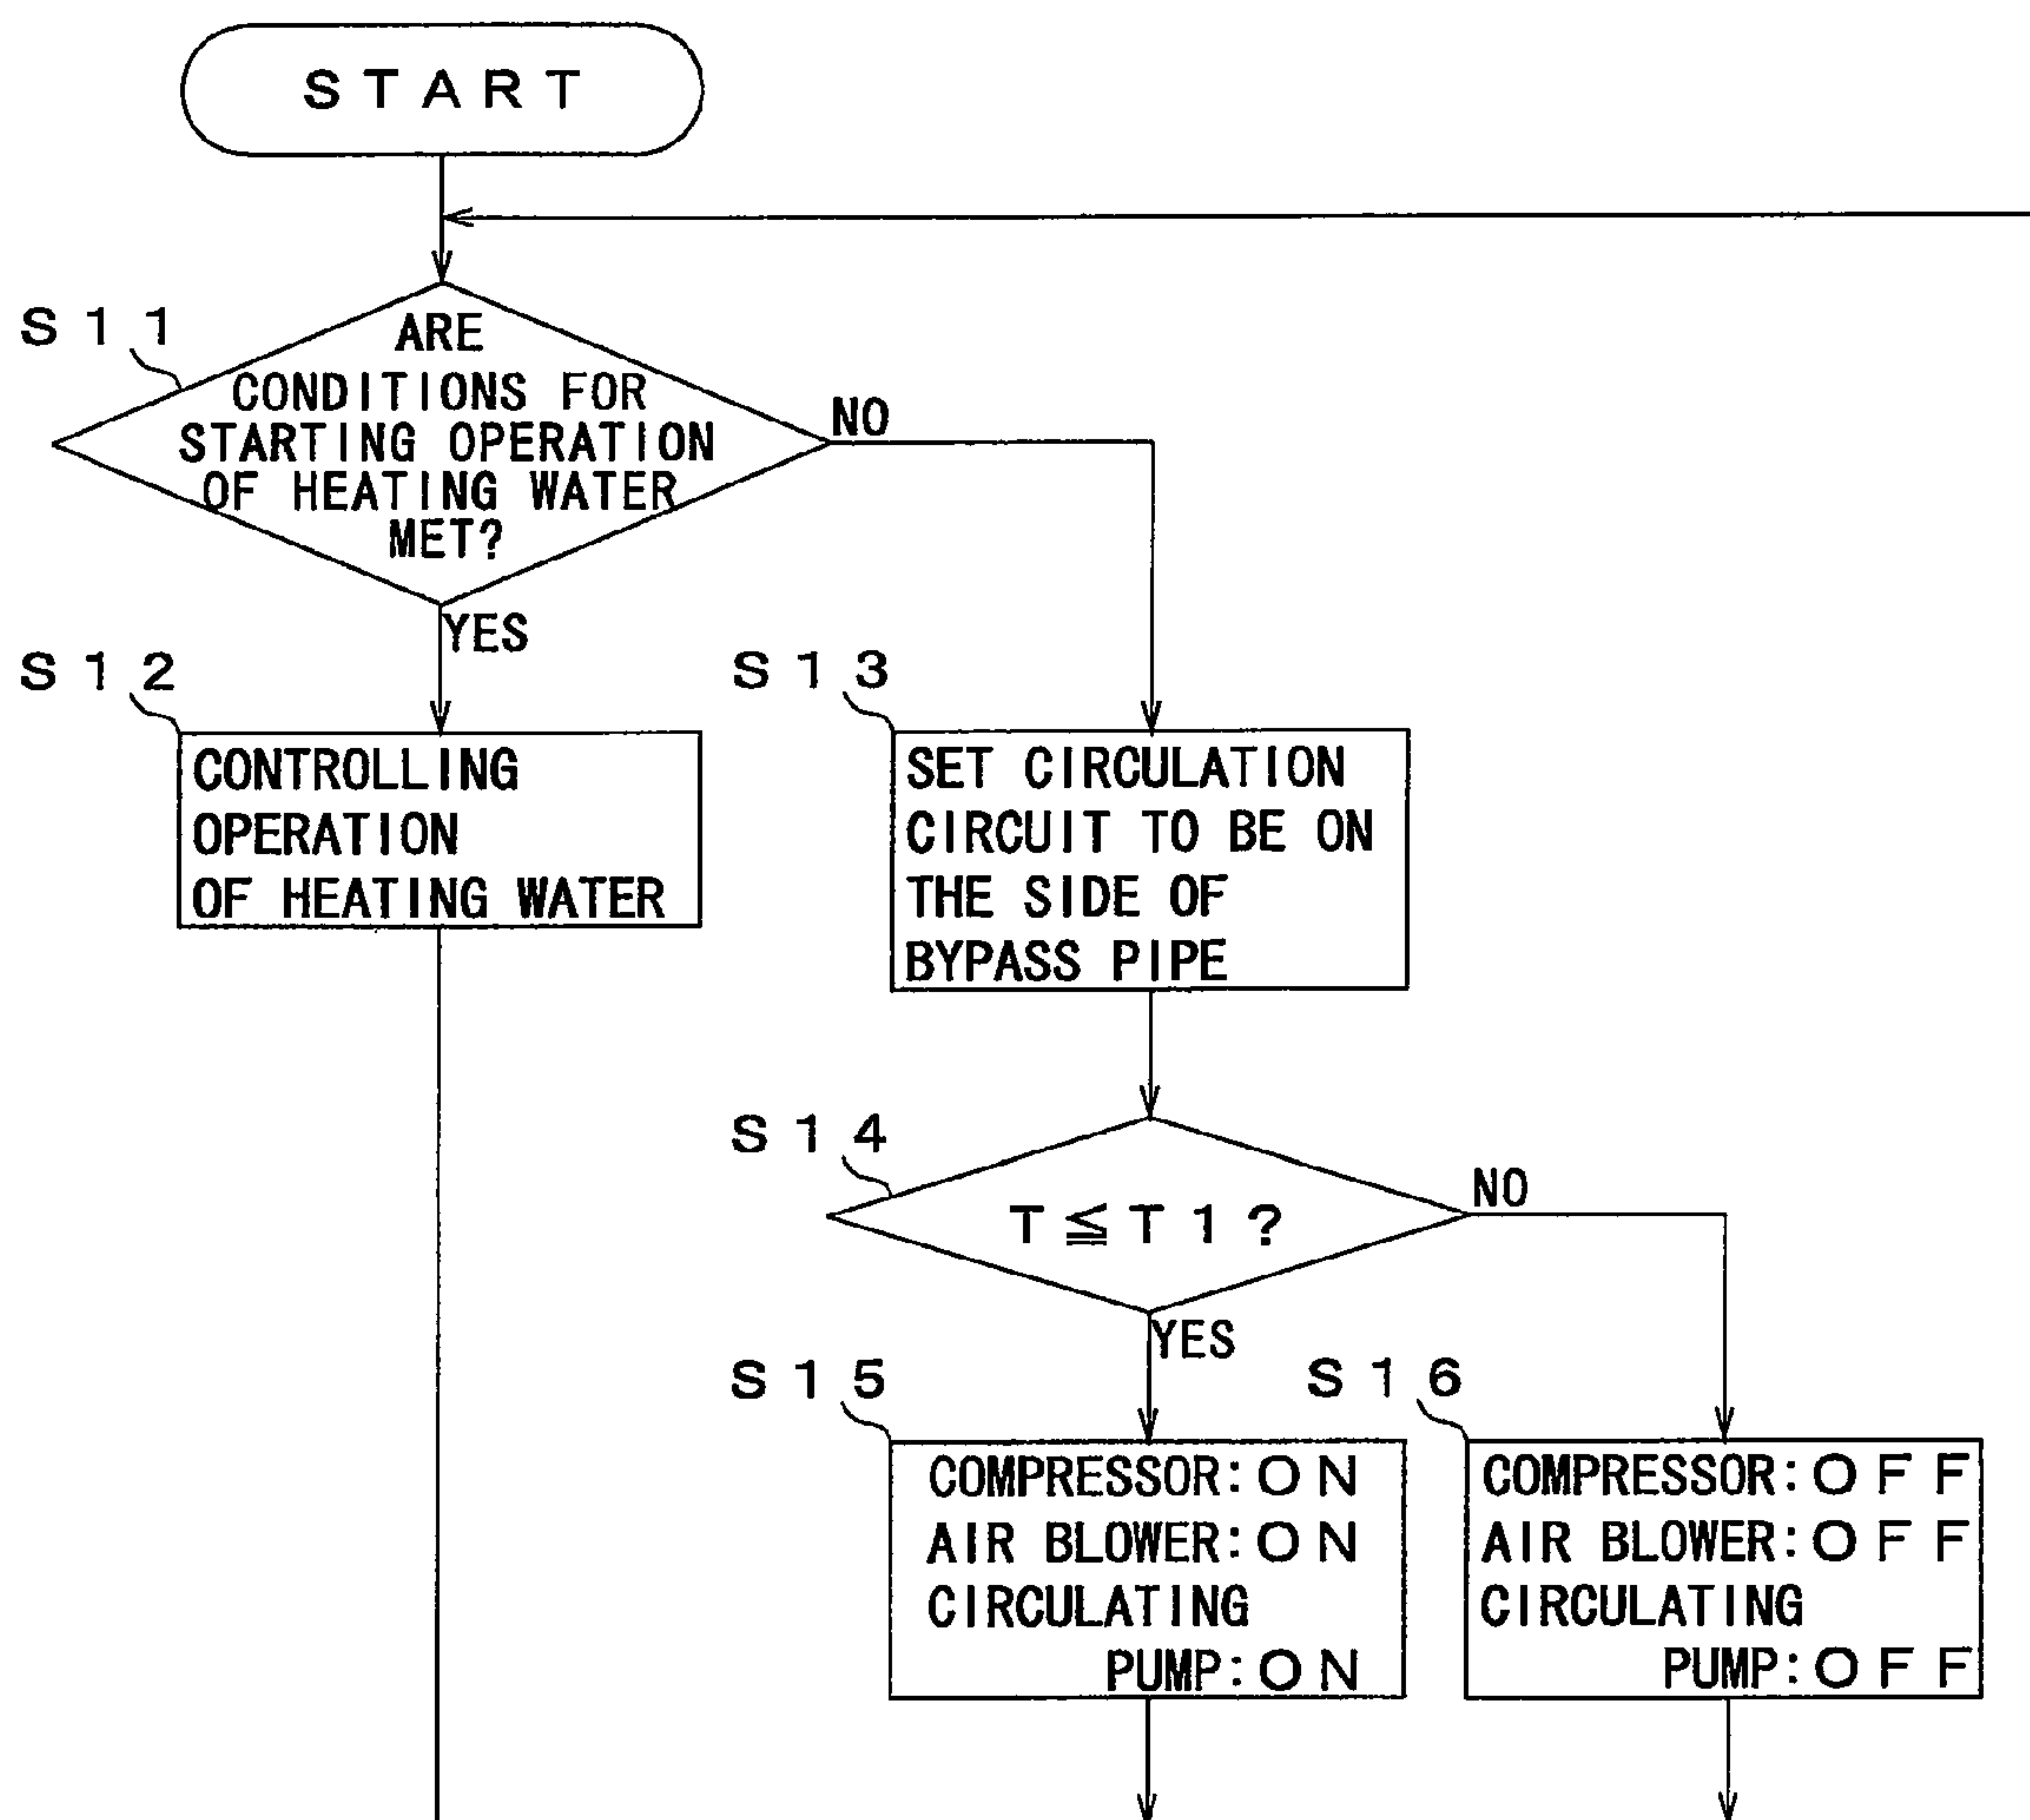 START
S11
ARE
CONDITIONS FOR
STARTING OPERATION
OF HEATING WATER
MET?
NO
YES
S12
CONTROLLING
OPERATION
OF HEATING WATER
S13
SET CIRCULATION
CIRCUIT TO BE ON
THE SIDE OF
BYPASS PIPE
S14
T≦T1?
NO
YES
S15
COMPRESSOR:ON
AIR BLOWER:ON
CIRCULATING
PUMP:ON
S16
COMPRESSOR:OFF
AIR BLOWER:OFF
CIRCULATING
PUMP:OFF